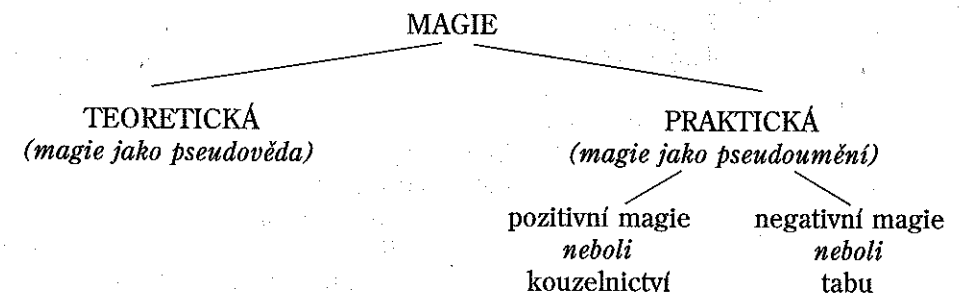 MAGIE
TEORETICKÁ
(magie jako pseudověda)
PRAKTICKÁ
(magie jako pseudoumění)
pozitivní magie
neboli
kouzelnictví
negativní magie
neboli
tabu